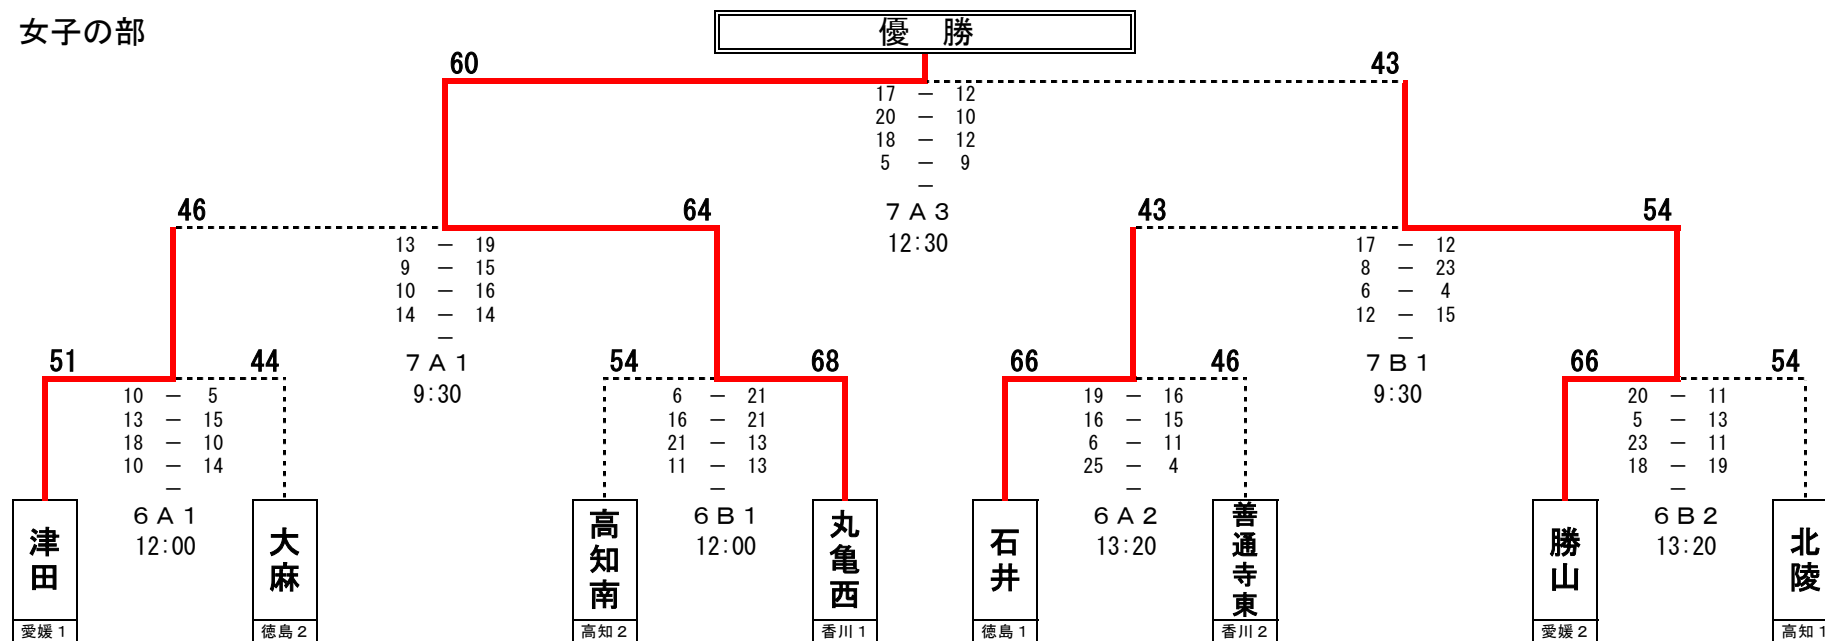 女子の部
優　勝
60
43
17 － 12
20 － 10
18 － 12
5 － 9
－
７Ａ３
12:30
46
64
13 － 19
9 － 15
10 － 16
14 － 14
－
７Ａ１
9:30
43
54
17 － 12
8 － 23
6 － 4
12 － 15
－
７Ｂ１
9:30
51
44
10 － 5
13 － 15
18 － 10
10 － 14
－
６Ａ１
12:00
54
68
6 － 21
16 － 21
21 － 13
11 － 13
－
６Ｂ１
12:00
66
46
19 － 16
16 － 15
6 － 11
25 － 4
－
６Ａ２
13:20
66
54
20 － 11
5 － 13
23 － 11
18 － 19
－
６Ｂ２
13:20
津田
愛媛１
大麻
徳島２
高知南
高知２
丸亀西
香川１
石井
徳島１
善通寺東
香川２
勝山
愛媛２
北陵
高知１